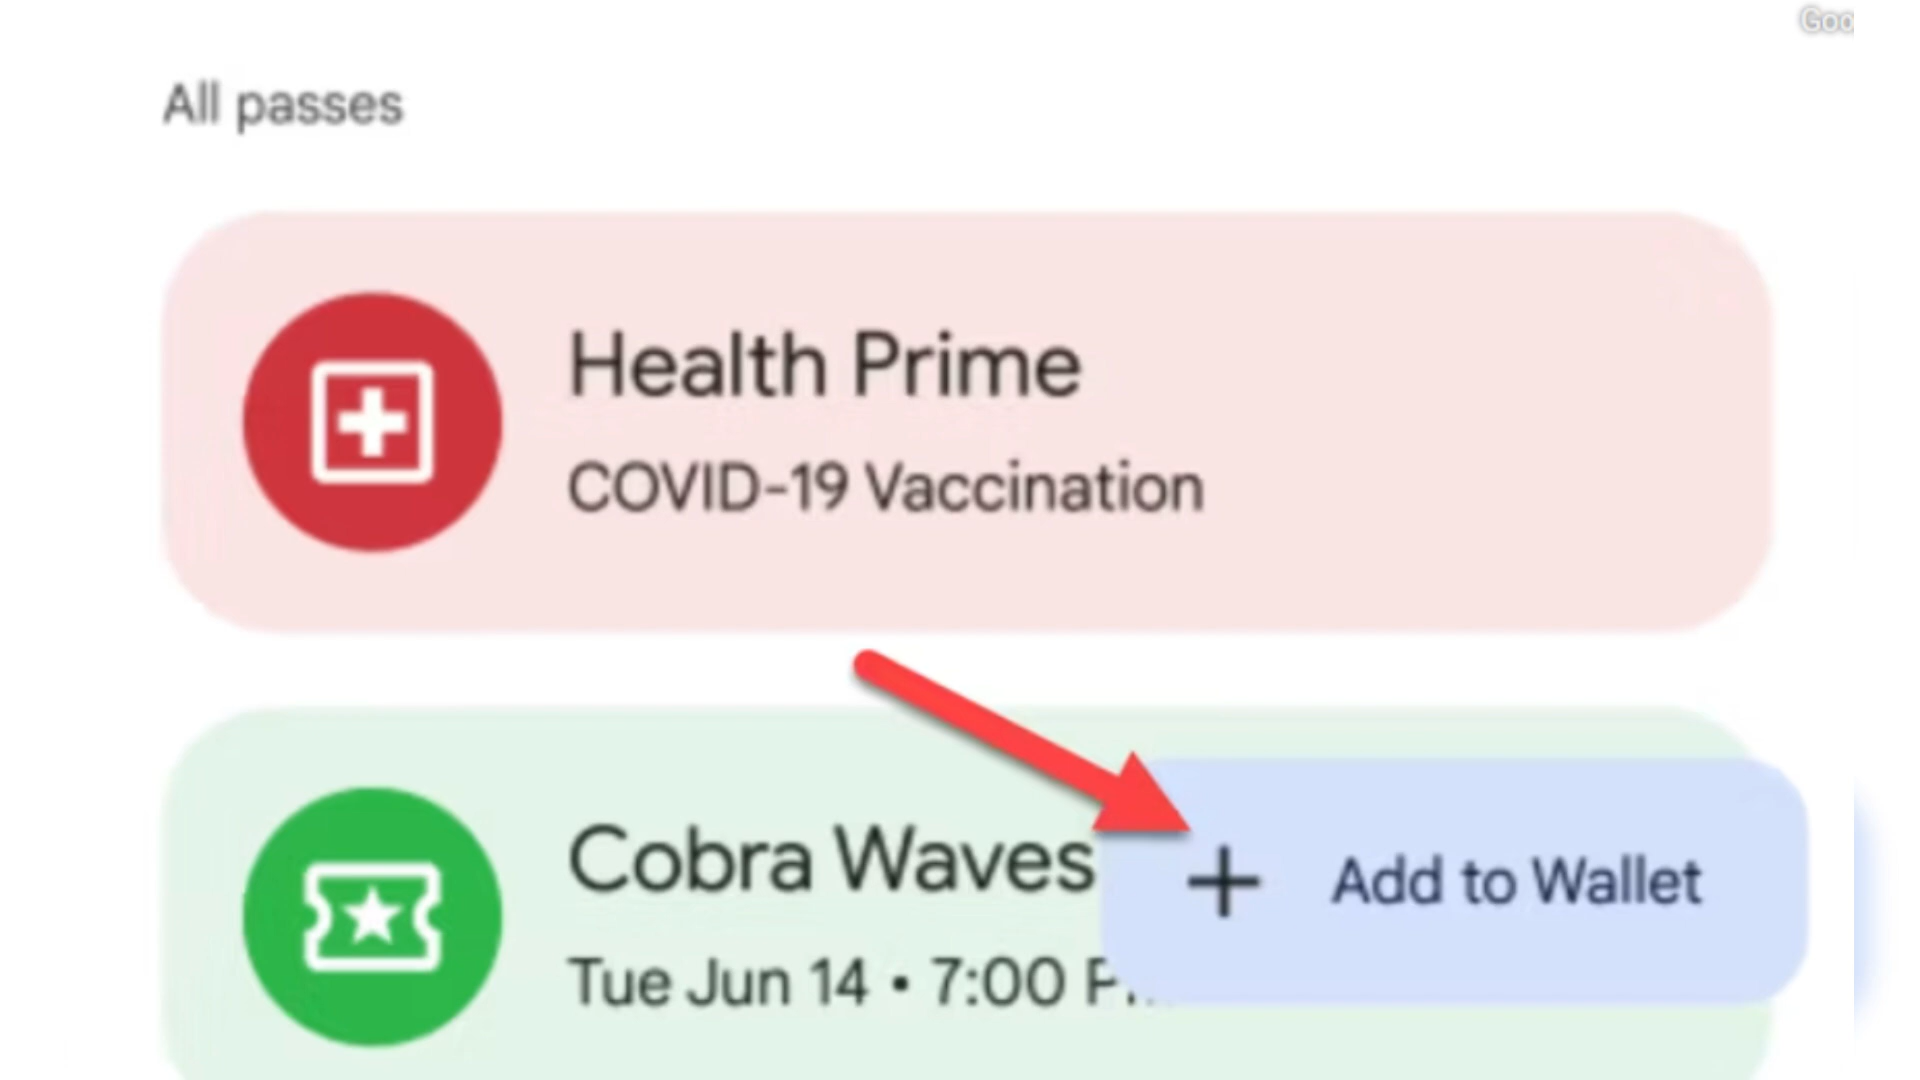 All passes
Health Prime
COVID-19 Vaccination
Cobra Waves
+ Add to Wallet
Tue Jun 14 • 7:00